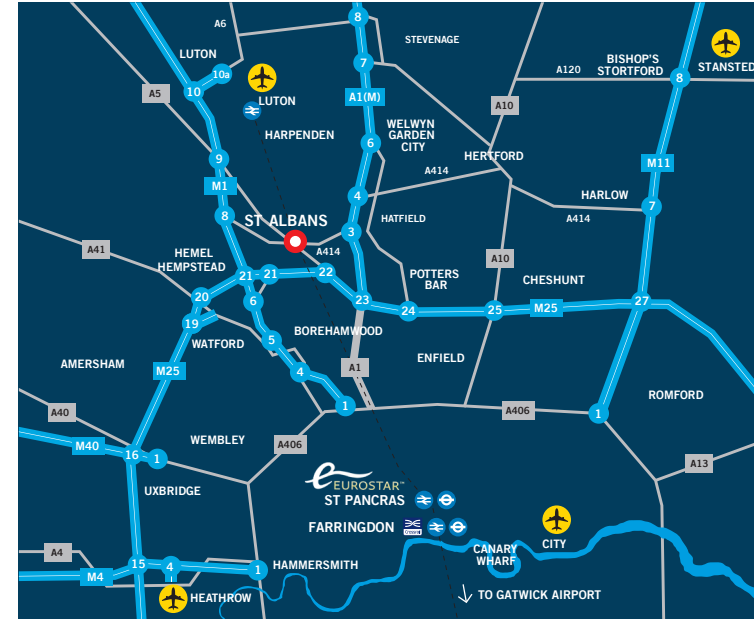 A6
8
STEVENAGE
LUTON
10a
7
BISHOP'S
STORTFORD
STANSTED
A120
8
A5
10
LUTON
A1(M)
A10
HARPENDEN
WELWYN
GARDEN
CITY
6
HERTFORD
9
M11
A414
M1
4
HARLOW
7
8
ST ALBANS
HATFIELD
A414
3
A41
A414
A10
HEMEL
HEMPSTEAD
21
21
22
POTTERS
BAR
CHESHUNT
20
6
23
24
25
M25
27
19
BOREHAMWOOD
WATFORD
5
ENFIELD
AMERSHAM
M25
4
A1
ROMFORD
A40
1
A406
1
WEMBLEY
A406
M40
16
1
A13
EUROSTAR™
UXBRIDGE
ST PANCRAS
FARRINGDON
CITY
A4
CANARY
WHARF
15
4
1
HAMMERSMITH
M4
HEATHROW
TO GATWICK AIRPORT